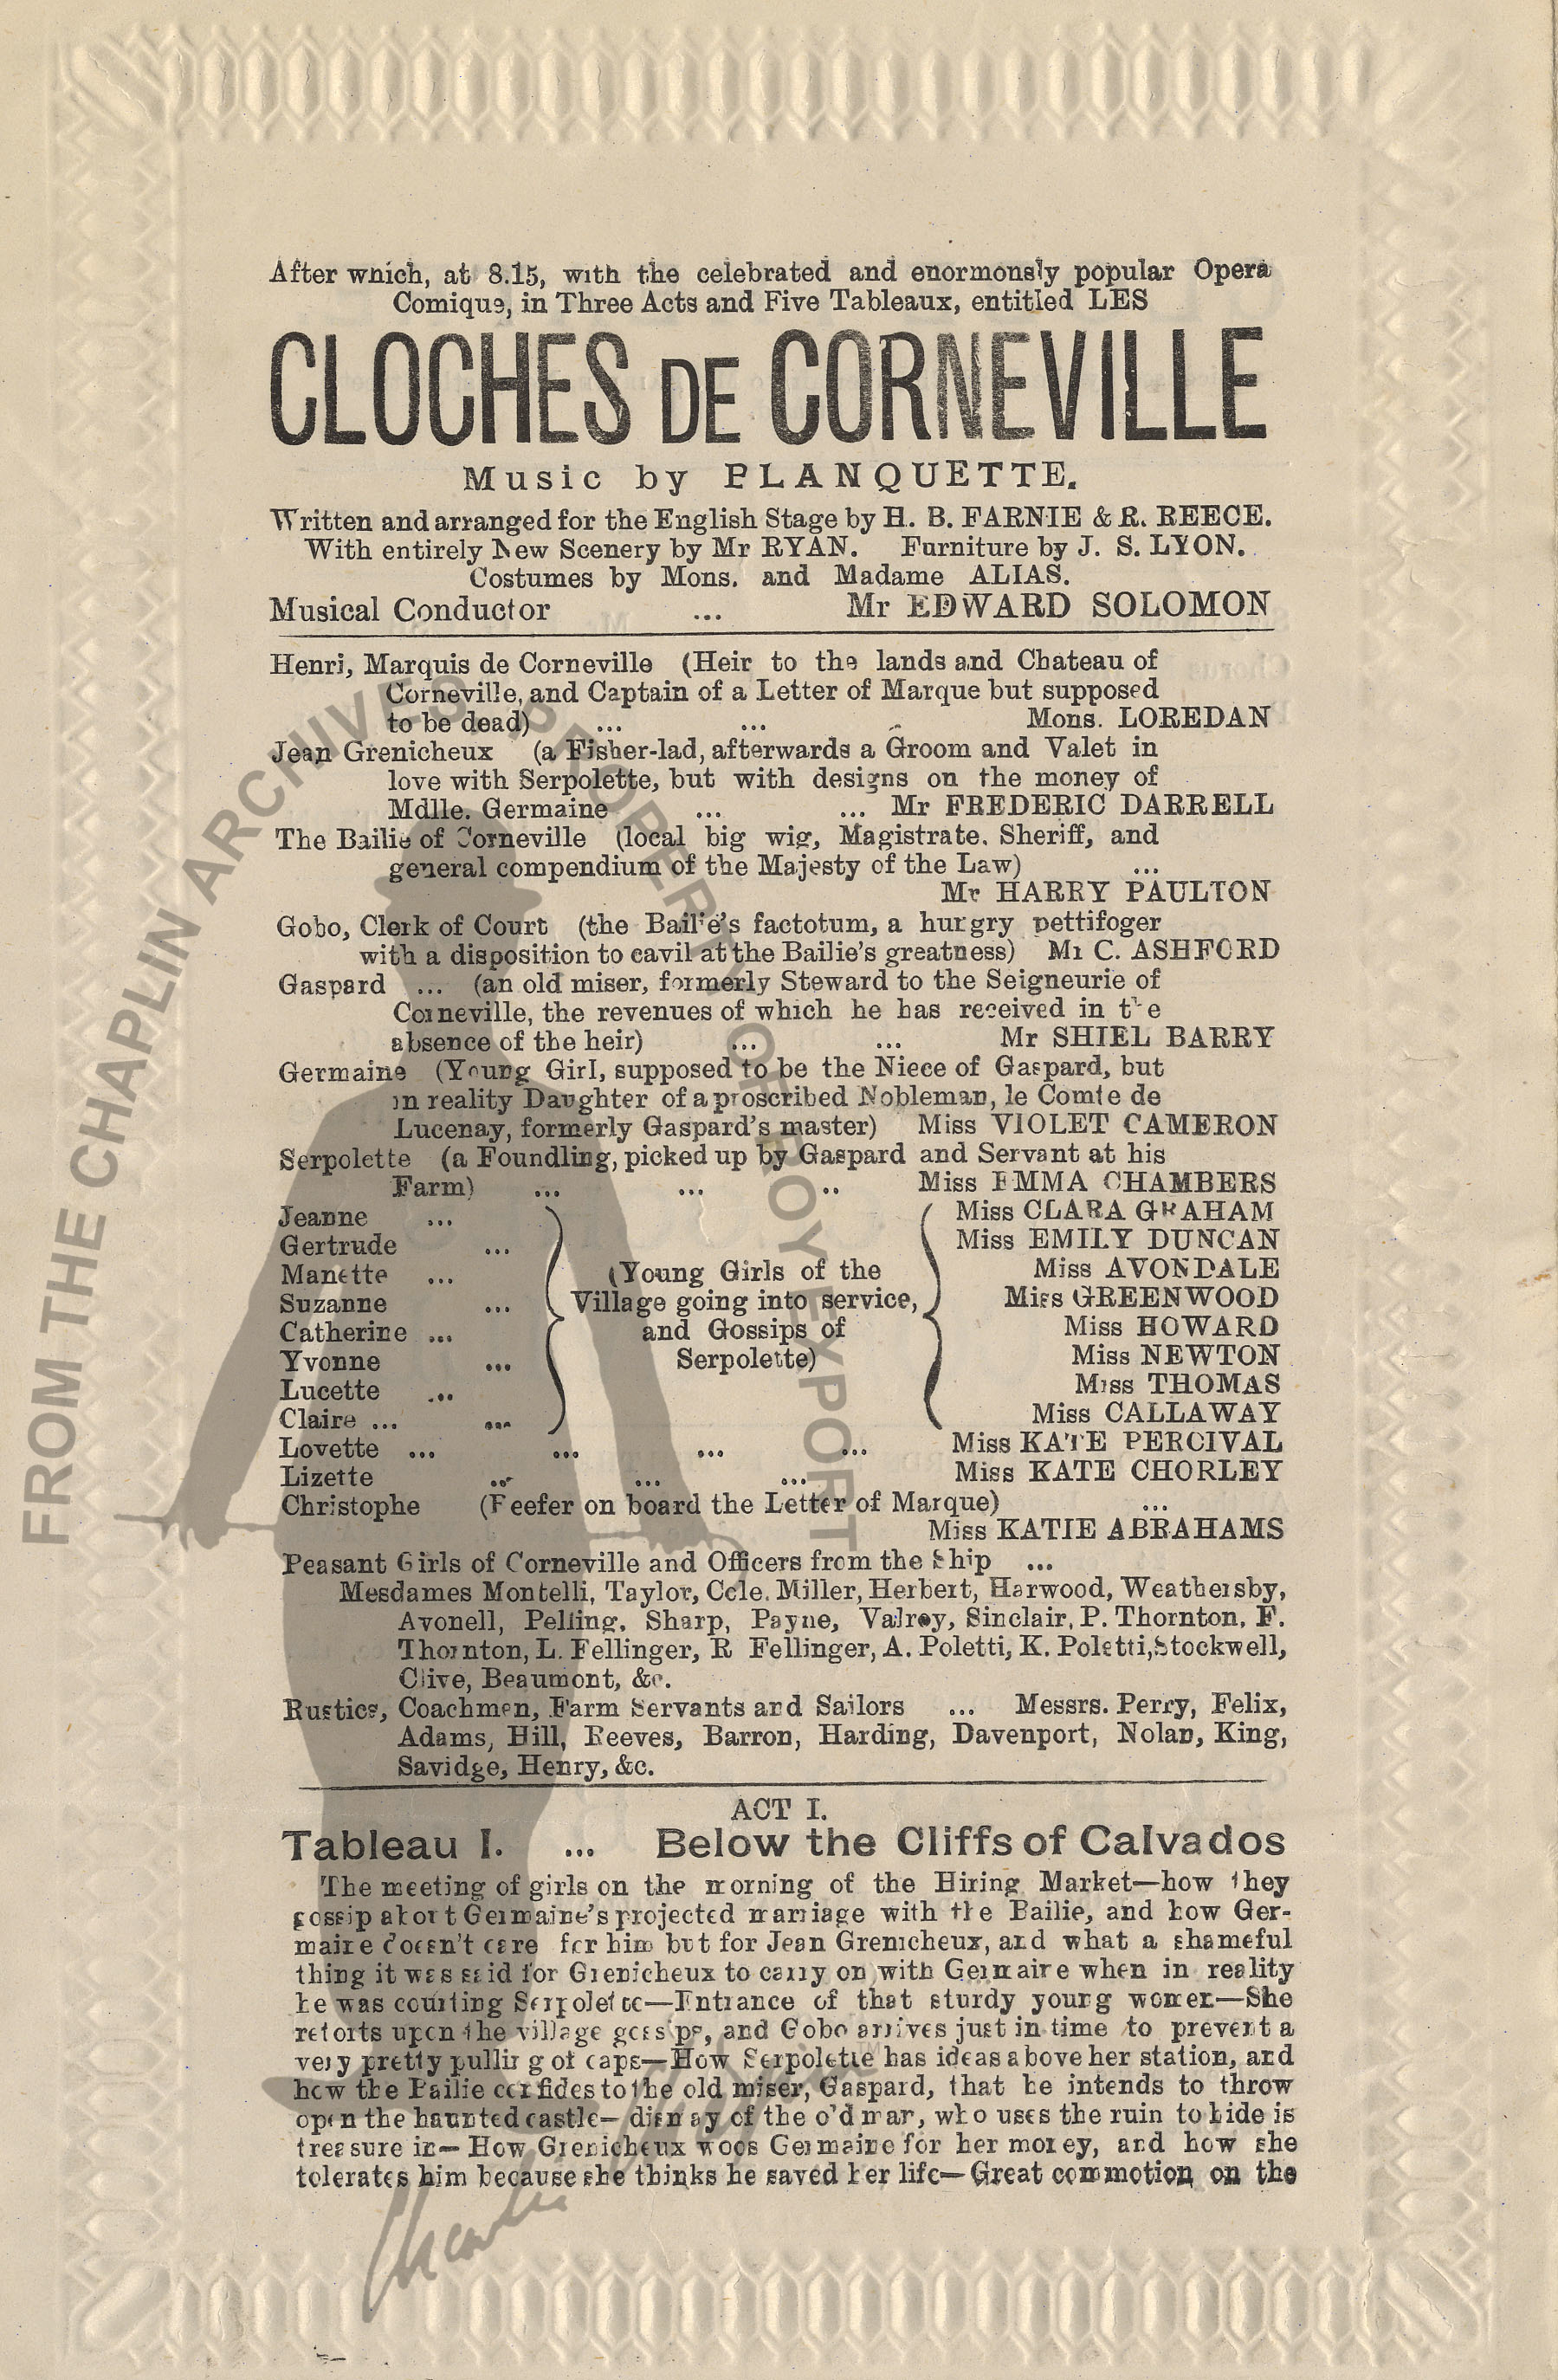 After which, at 8.15, with the celebrated and enormously popular Opera
Comique, in Three Acts and Five Tableaux, entitled LES
CLOCHES DE CORNEVILLE
Music by PLANQUETTE.
Written and arranged for the English Stage by H. B. FARNIE & R. REECE.
With entirely New Scenery by Mr RYAN. Furniture by J. S. LYON.
Costumes by Mons. and Madame ALIAS.
Musical Conductor ... Mr EDWARD SOLOMON
Henri, Marquis de Corneville (Heir to the lands and Chateau of
Corneville, and Captain of a Letter of Marque but supposed
to be dead) ... ... Mons. LOREDAN
Jean Grenicheux (a Fisher-lad, afterwards a Groom and Valet in
love with Serpolette, but with designs on the money of
Mdlle. Germaine ... ... Mr FREDERIC DARRELL
The Bailie of Corneville (local big wig, Magistrate. Sheriff, and
general compendium of the Majesty of the Law) ...
Mr HARRY PAULTON
Gobo, Clerk of Court (the Bailie's factotum, a hungry pettifoger
with a disposition to cavil at the Bailie's greatness) Mr C. ASHFORD
Gaspard ... (an old miser, formerly Steward to the Seigneurie of
Corneville, the revenues of which he has received in the
absence of the heir) ... ... Mr SHIEL BARRY
Germaine (Young Girl, supposed to be the Niece of Gaspard, but
in reality Daughter of a proscribed Nobleman, le Comte de
Lucenay, formerly Gaspard's master) Miss VIOLET CAMERON
Serpolette (a Foundling, picked up by Gaspard and Servant at his
Farm) ... ... .. Miss EMMA CHAMBERS
Jeanne ... Miss CLARA GRAHAM
Gertrude ... Miss EMILY DUNCAN
Manette ... (Young Girls of the Miss AVONDALE
Suzanne ... Village going into service, Miss GREENWOOD
Catherine ... and Gossips of Miss HOWARD
Yvonne ... Serpolette) Miss NEWTON
Lucette ... Miss THOMAS
Claire ... ... Miss CALLAWAY
Lovette ... ... ... ... Miss KATE PERCIVAL
Lizette ... ... ... Miss KATE CHORLEY
Christophe (Reefer on board the Letter of Marque) ...
Miss KATIE ABRAHAMS
Peasant Girls of Corneville and Officers from the Ship ...
Mesdames Montelli, Taylor, Cole, Miller, Herbert, Harwood, Weathersby,
Avonell, Pelling, Sharp, Payne, Valroy, Sinclair, P. Thornton, F.
Thornton, L. Fellinger, R Fellinger, A. Poletti, K. Poletti, Stockwell,
Clive, Beaumont, &c.
Rustics, Coachmen, Farm Servants and Sailors ... Messrs. Perry, Felix,
Adams, Hill, Reeves, Barron, Harding, Davenport, Nolan, King,
Savidge, Henry, &c.
ACT I.
Tableau I. ... Below the Cliffs of Calvados
The meeting of girls on the morning of the Hiring Market—how they
gossip about Germaine's projected marriage with the Bailie, and how Ger-
maine doesn't care for him but for Jean Grenicheux, and what a shameful
thing it was said for Grenicheux to carry on with Germaine when in reality
he was courting Serpolette—Entrance of that sturdy young women—She
retorts upon the village gossips, and Gobo arrives just in time to prevent a
very pretty pulling of caps—How Serpolette has ideas above her station, and
how the Bailie confides to the old miser, Gaspard, that he intends to throw
open the haunted castle—dismay of the old man, who uses the ruin to hide is
treasure in—How Grenicheux woos Germaine for her money, and how she
tolerates him because she thinks he saved her life—Great commotion on the
FROM THE CHAPLIN ARCHIVES
PROPERTY OF ROY EXPORT
Charlie Chaplin